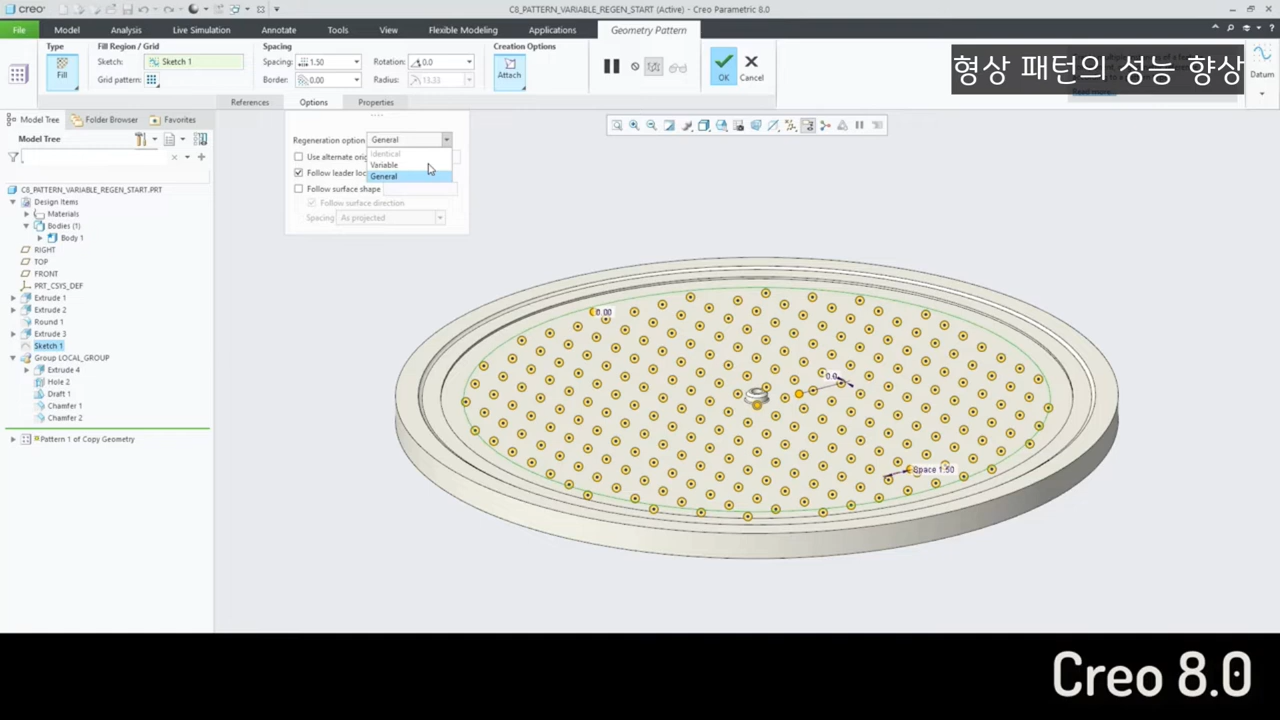 creo
C8_PATTERN_VARIABLE_REGEN_START (Active) - Creo Parametric 8.0
File Model Analysis Live Simulation Annotate Tools View Flexible Modeling Applications Geometry Pattern
Type Fill Region / Grid Spacing Creation Options
Fill
Sketch: Sketch 1
Grid pattern:
Spacing: 1.50 Rotation: 0.0
Border: 0.00 Radius: 13.33
Attach
OK Cancel
형상 패턴의 성능 향상
Read more...
Datum
References Options Properties
Model Tree Folder Browser Favorites
Model Tree
Regeneration option General
Identical
Variable
General
Use alternate
Follow leader
Follow surface shape
Follow surface direction
Spacing As projected
C8_PATTERN_VARIABLE_REGEN_START.PRT
Design Items
Materials
Bodies (1)
Body 1
RIGHT
TOP
FRONT
PRT_CSYS_DEF
Extrude 1
Extrude 2
Round 1
Extrude 3
Sketch 1
Group LOCAL_GROUP
Extrude 4
Hole 2
Draft 1
Chamfer 1
Chamfer 2
Pattern 1 of Copy Geometry
0.00
0.0
Space 1.50
Creo 8.0